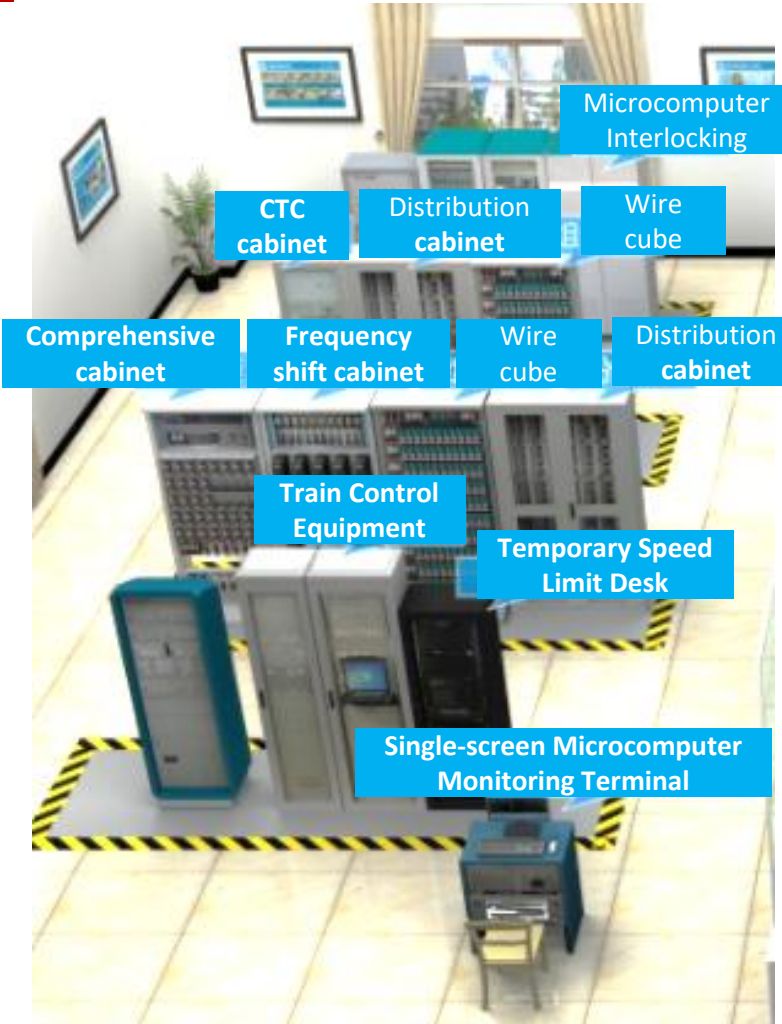 Microcomputer
Interlocking
CTC
cabinet
Distribution
cabinet
Wire
cube
Comprehensive
cabinet
Frequency
shift cabinet
Wire
cube
Distribution
cabinet
Train Control
Equipment
Temporary Speed
Limit Desk
Single-screen Microcomputer
Monitoring Terminal